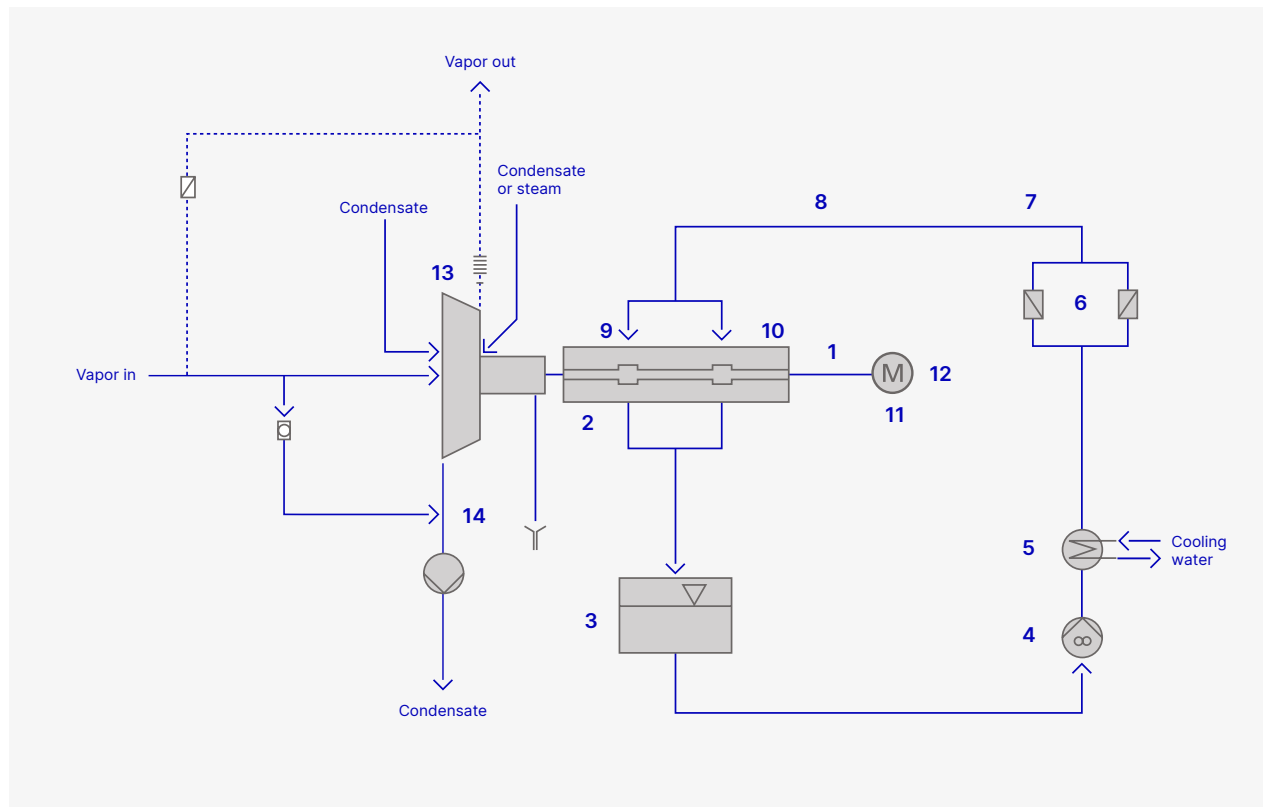 Vapor out
Condensate
or steam
Condensate
8
7
13
9
10
6
1
Vapor in
M
12
2
11
14
5
Cooling
water
3
4
Condensate